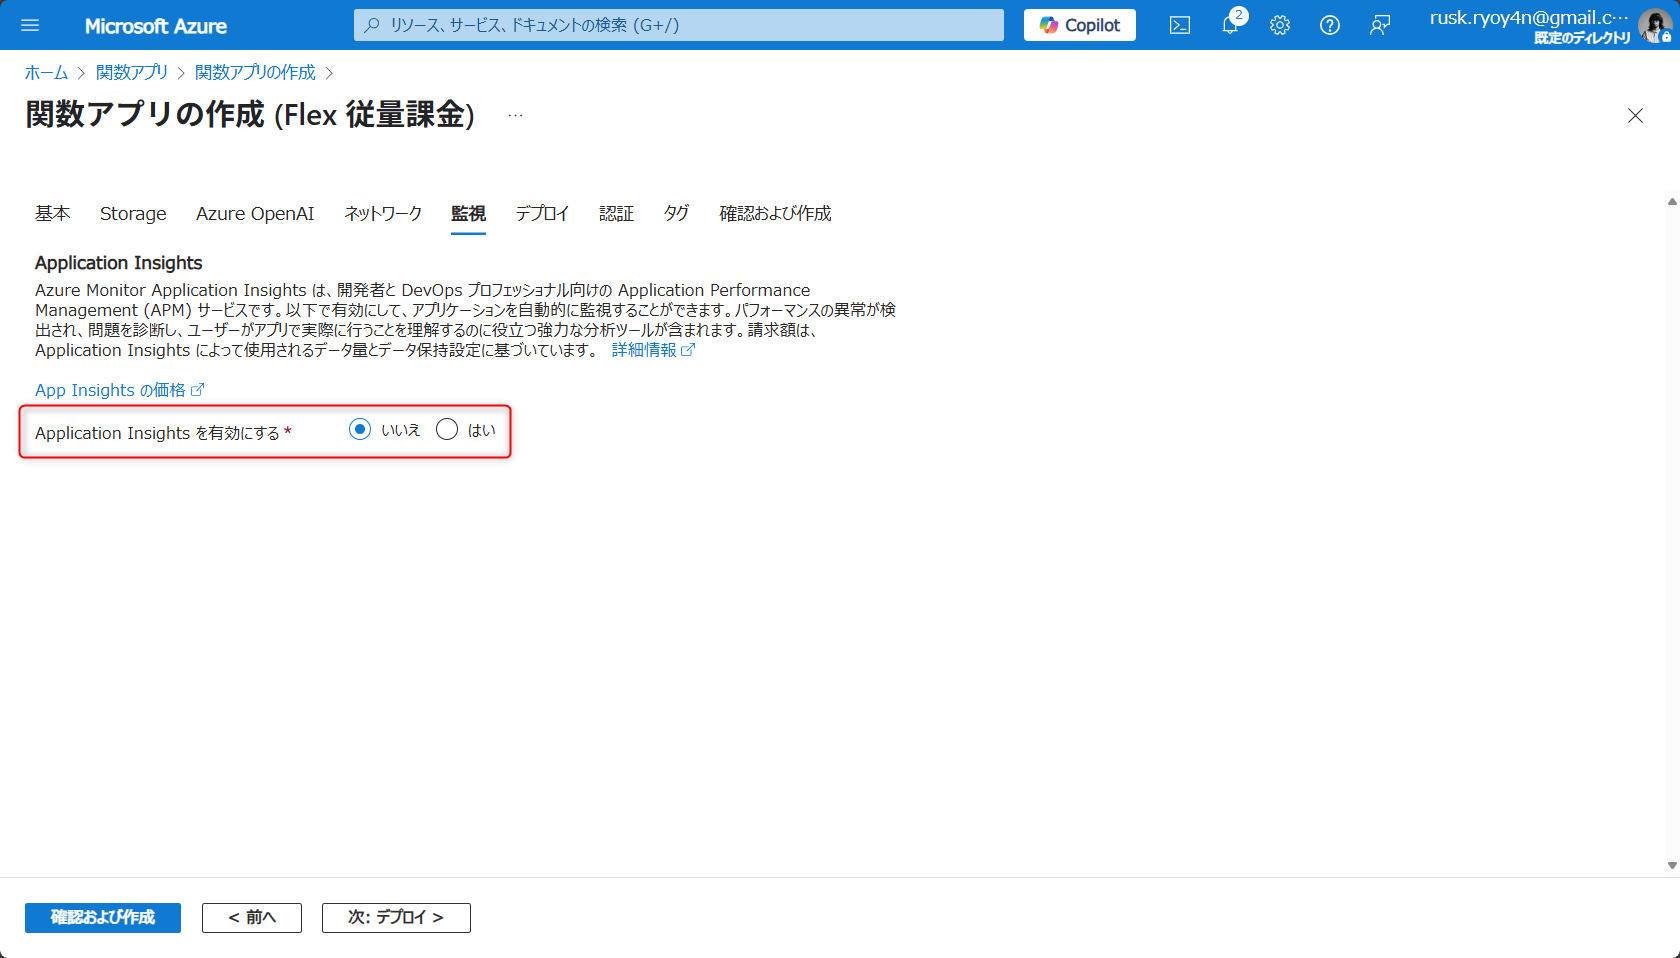 Microsoft Azure
リソース、サービス、ドキュメントの検索 (G+/)
Copilot
2
rusk.ryoy4n@gmail.c…
既定のディレクトリ
ホーム > 関数アプリ > 関数アプリの作成 >
関数アプリの作成 (Flex 従量課金) …
基本 Storage Azure OpenAI ネットワーク 監視 デプロイ 認証 タグ 確認および作成
Application Insights
Azure Monitor Application Insights は、開発者と DevOps プロフェッショナル向けの Application Performance
Management (APM) サービスです。以下で有効にして、アプリケーションを自動的に監視することができます。パフォーマンスの異常が検
出され、問題を診断し、ユーザーがアプリで実際に行うことを理解するのに役立つ強力な分析ツールが含まれます。請求額は、
Application Insights によって使用されるデータ量とデータ保持設定に基づいています。 詳細情報
App Insights の価格
Application Insights を有効にする * いいえ はい
確認および作成 < 前へ 次: デプロイ >